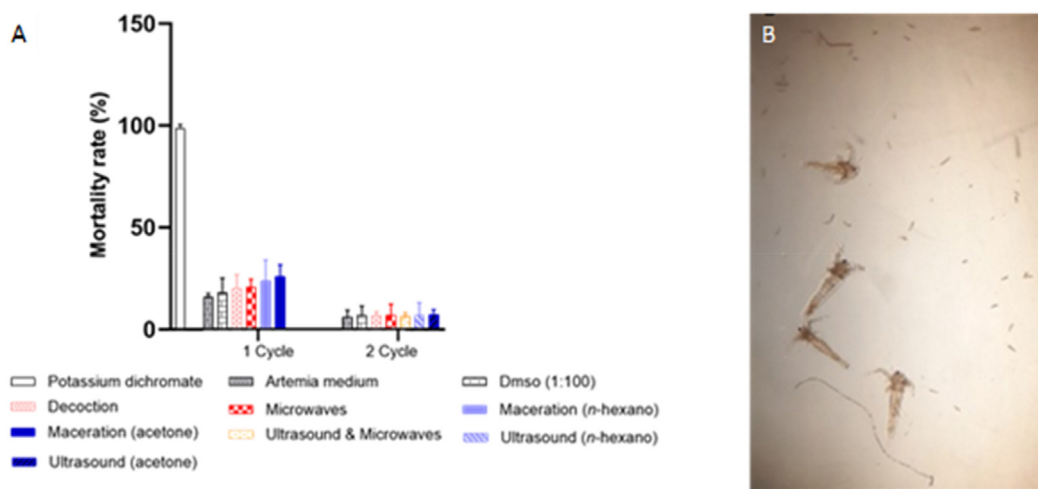 A
B
150
100
50
0
Mortality rate (%)
1 Cycle
2 Cycle
Potassium dichromate
Artemia medium
Dmso (1:100)
Decoction
Microwaves
Maceration (n-hexano)
Maceration (acetone)
Ultrasound & Microwaves
Ultrasound (n-hexano)
Ultrasound (acetone)